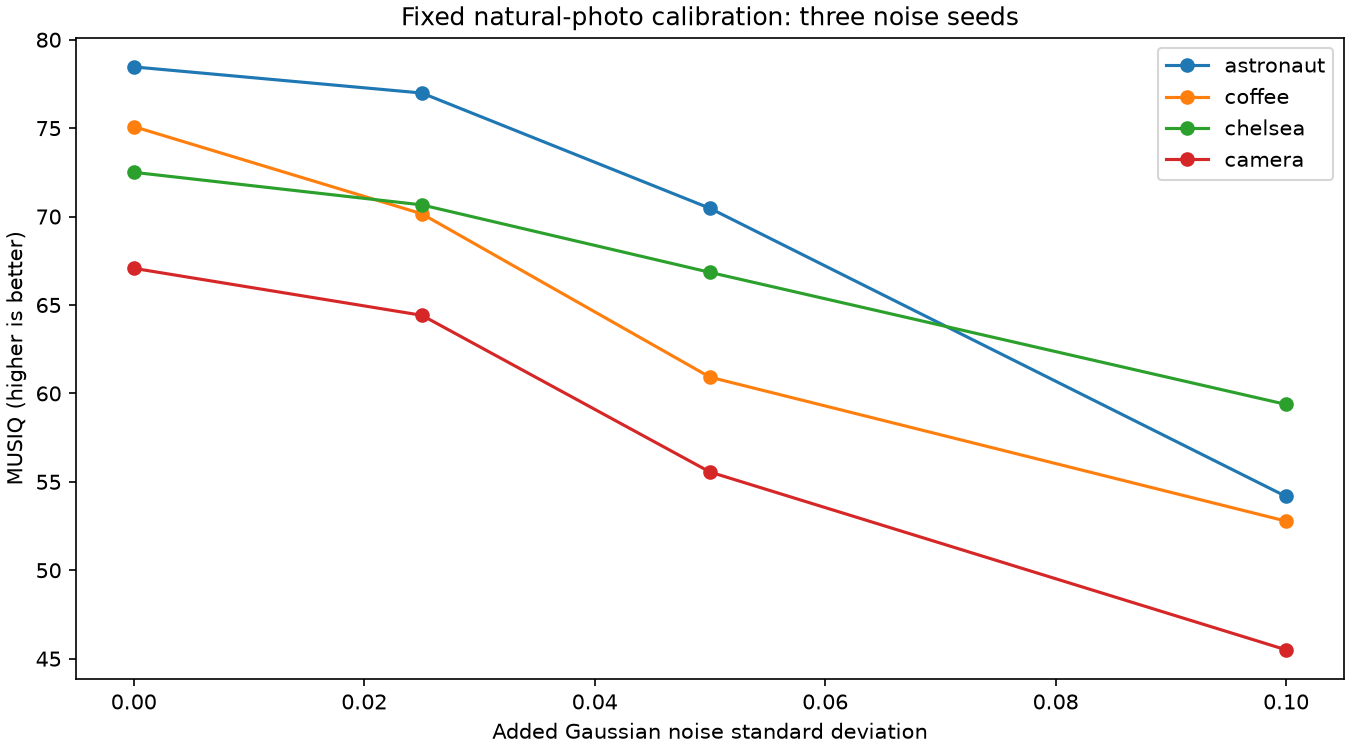 Fixed natural-photo calibration: three noise seeds
80
75
70
65
60
55
50
45
MUSIQ (higher is better)
astronaut
coffee
chelsea
camera
0.00 0.02 0.04 0.06 0.08 0.10
Added Gaussian noise standard deviation